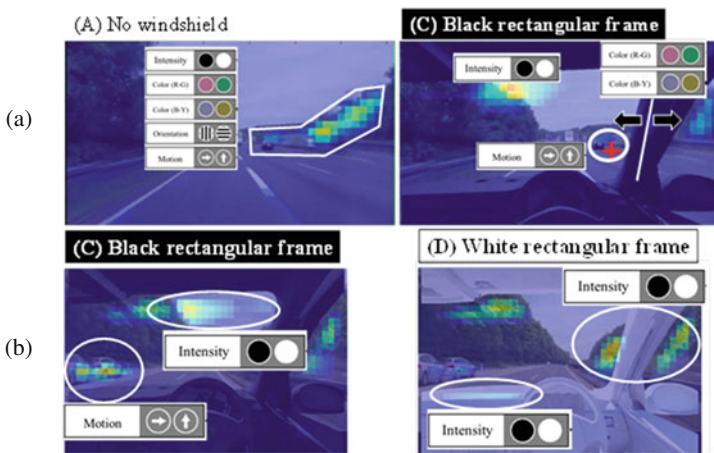 (A) No windshield
(C) Black rectangular frame
(a)
Intensity
Color (R-G)
Color (B-Y)
Orientation
Motion
Intensity
Color (R-G)
Color (B-Y)
Motion
(C) Black rectangular frame
(D) White rectangular frame
(b)
Intensity
Motion
Intensity
Intensity